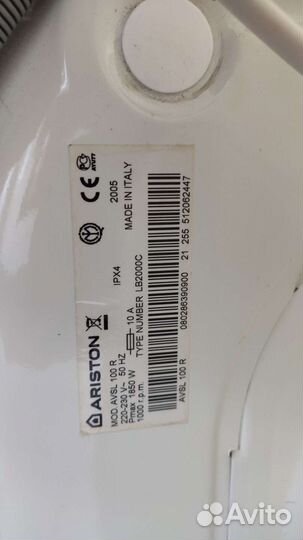 ARISTON
MOD. AVSL 100 R
220-230 V~ 50 HZ
Pmax 1850 W
1000 r.p.m.
10 A
TYPE NUMBER LB2000C
IPX4
MADE IN ITALY
2005
CE
AVSL 100 R
080286390900
21 255 512062447
Avito